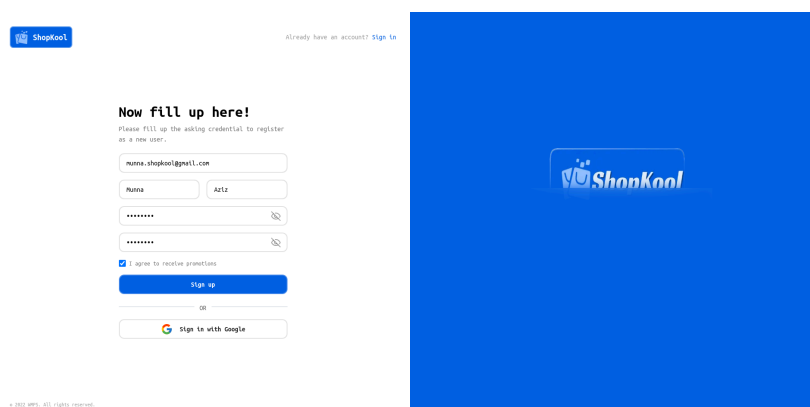 ShopKool
Already have an account? Sign in
Now fill up here!
Please fill up the asking credential to register
as a new user.
munna.shopkool@gmail.com
Munna Aziz
••••••••
••••••••
I agree to receive promotions
Sign up
OR
Sign in with Google
ShopKool
© 2022 WMPS. All rights reserved.